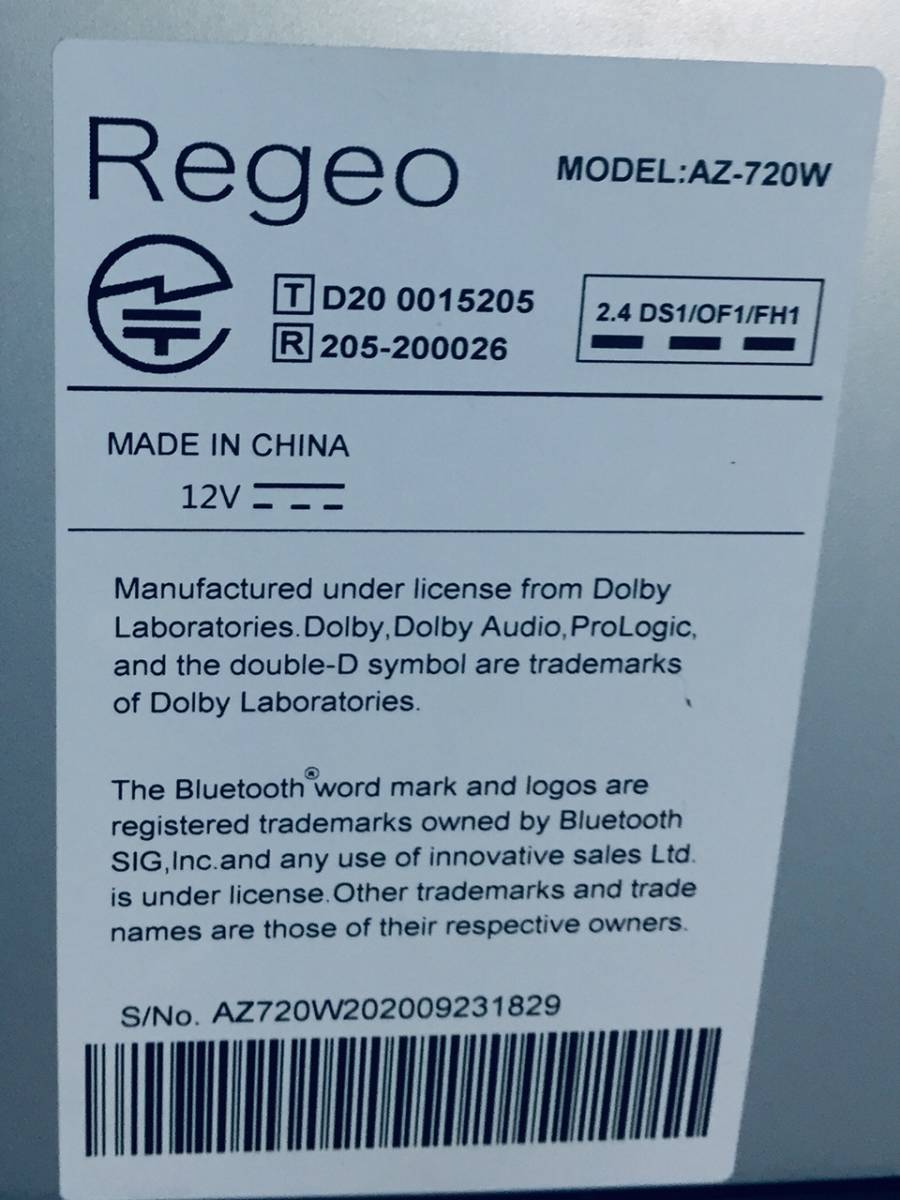 Regeo
MODEL:AZ-720W
T D20 0015205
R 205-200026
2.4 DS1/OF1/FH1
MADE IN CHINA
12V
Manufactured under license from Dolby
Laboratories.Dolby,Dolby Audio,ProLogic,
and the double-D symbol are trademarks
of Dolby Laboratories.
The Bluetooth®word mark and logos are
registered trademarks owned by Bluetooth
SIG,Inc.and any use of innovative sales Ltd.
is under license.Other trademarks and trade
names are those of their respective owners.
S/No. AZ720W202009231829